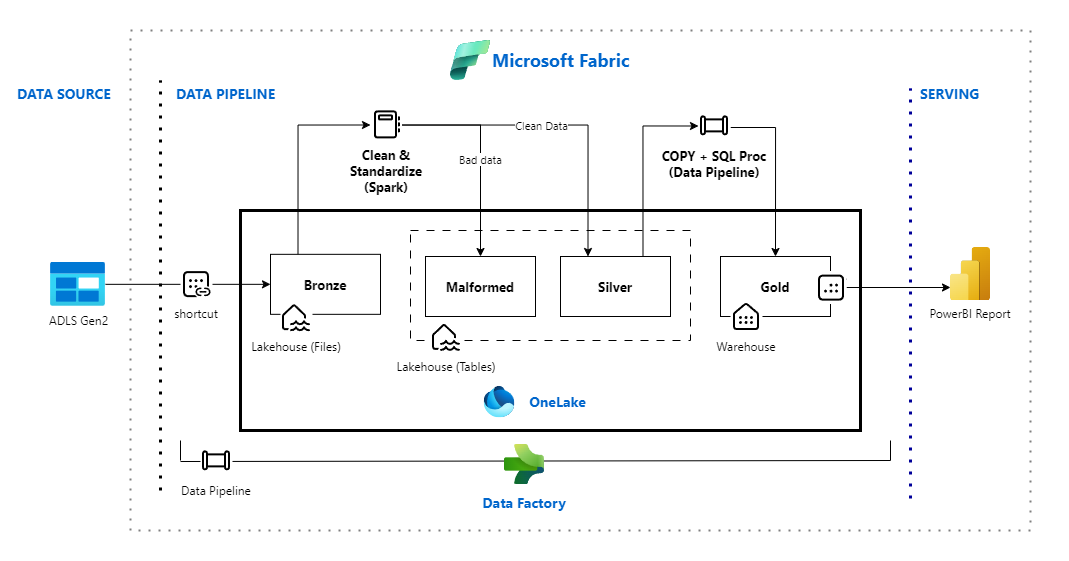 Microsoft Fabric
DATA SOURCE
DATA PIPELINE
SERVING
Clean &
Standardize
(Spark)
Clean Data
Bad data
COPY + SQL Proc
(Data Pipeline)
ADLS Gen2
shortcut
Bronze
Lakehouse (Files)
Malformed
Silver
Lakehouse (Tables)
Gold
Warehouse
PowerBI Report
OneLake
Data Pipeline
Data Factory